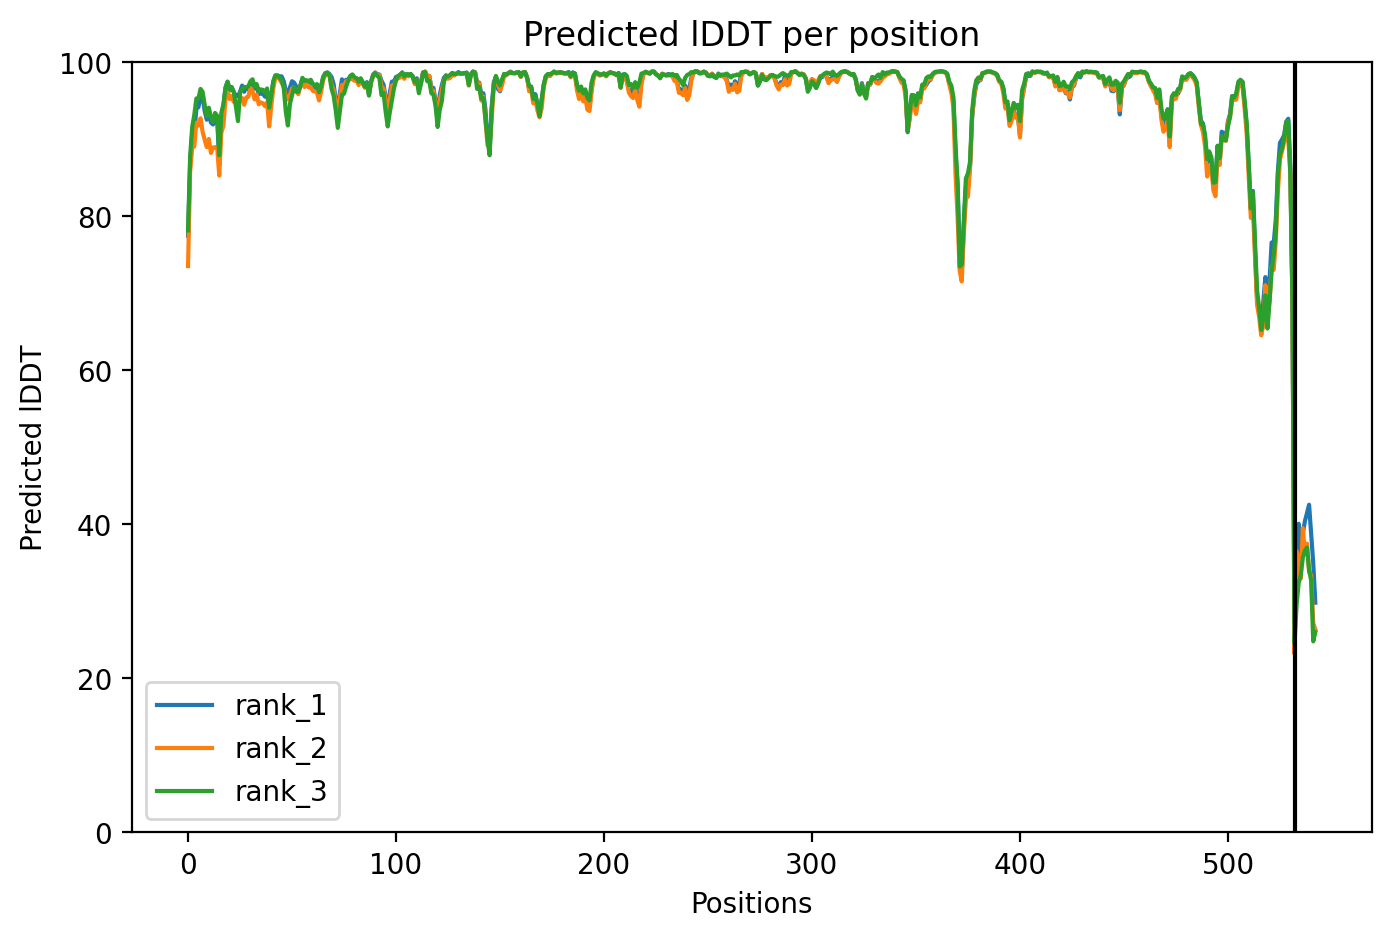 Predicted lDDT per position
100
80
60
40
20
0
Predicted lDDT
rank_1
rank_2
rank_3
0 100 200 300 400 500
Positions